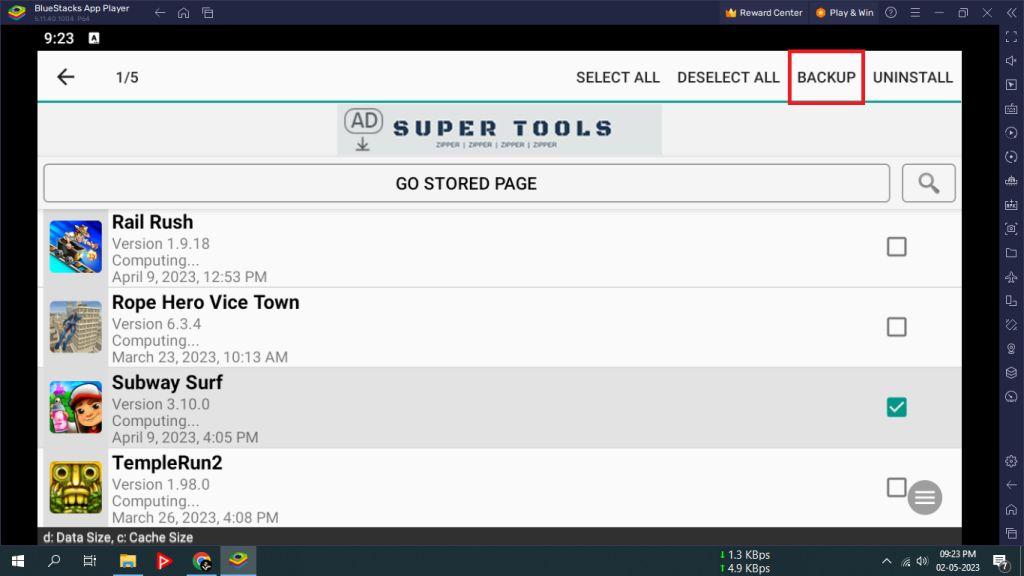 BlueStacks App Player
5.11.40.1004 P64
Reward Center
Play & Win
9:23 A
1/5
SELECT ALL DESELECT ALL BACKUP UNINSTALL
AD SUPER TOOLS
ZIPPER | ZIPPER | ZIPPER | ZIPPER
GO STORED PAGE
Rail Rush
Version 1.9.18
Computing...
April 9, 2023, 12:53 PM
Rope Hero Vice Town
Version 6.3.4
Computing...
March 23, 2023, 10:13 AM
Subway Surf
Version 3.10.0
Computing...
April 9, 2023, 4:05 PM
TempleRun2
Version 1.98.0
Computing...
March 26, 2023, 4:08 PM
d: Data Size, c: Cache Size
↓ 1.3 KBps
↑ 4.9 KBps
09:23 PM
02-05-2023
7